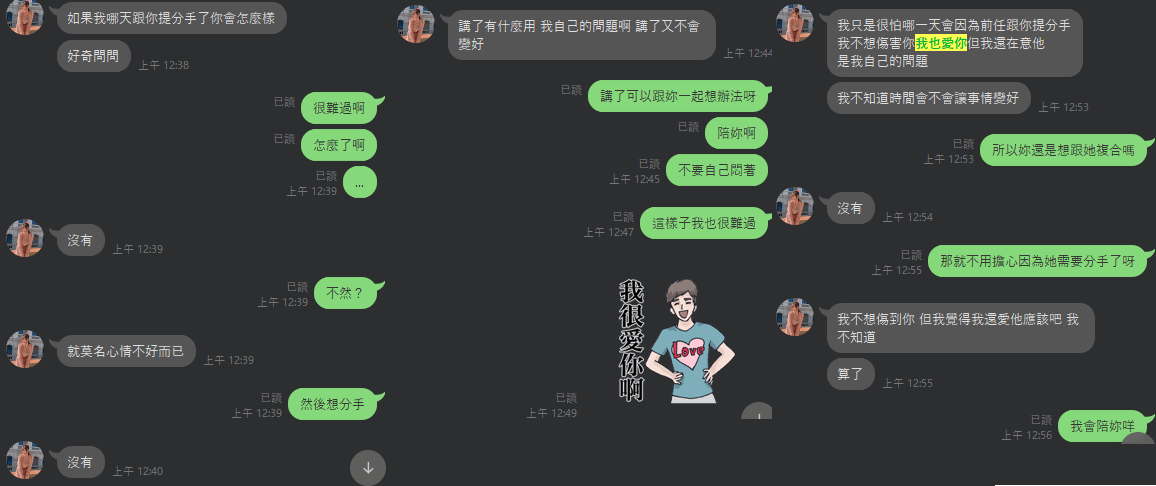 如果我哪天跟你提分手了你會怎麼樣
好奇問問
上午 12:38
已讀
很難過啊
已讀
怎麼了啊
已讀
上午 12:39
...
沒有
上午 12:39
已讀
上午 12:39
不然？
就莫名心情不好而已
上午 12:39
已讀
上午 12:39
然後想分手
沒有
上午 12:40
講了有什麼用 我自己的問題啊 講了又不會
變好
上午 12:44
已讀
講了可以跟妳一起想辦法呀
已讀
陪妳啊
已讀
上午 12:45
不要自己悶著
已讀
上午 12:47
這樣子我也很難過
我很愛你啊
Love
已讀
上午 12:49
我只是很怕哪一天會因為前任跟你提分手
我不想傷害你我也愛你但我還在意他
是我自己的問題
我不知道時間會不會讓事情變好
上午 12:53
已讀
上午 12:53
所以妳還是想跟她複合嗎
沒有
上午 12:54
已讀
上午 12:55
那就不用擔心因為她需要分手了呀
我不想傷到你 但我覺得我還愛他應該吧 我
不知道
算了
上午 12:55
已讀
上午 12:56
我會陪妳咩